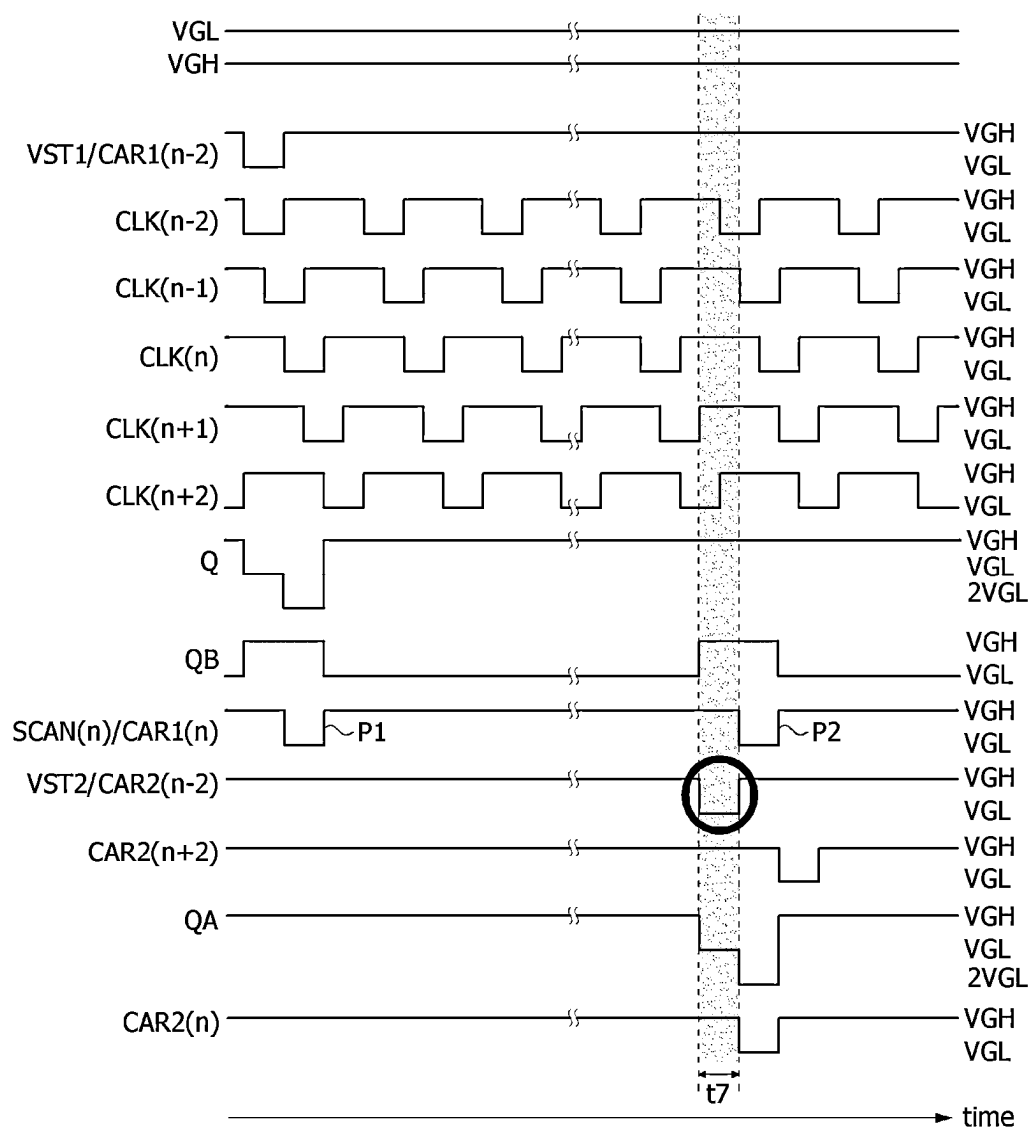 VGL
VGH
VST1/CAR1(n-2)
VGH
VGL
CLK(n-2)
VGH
VGL
CLK(n-1)
VGH
VGL
CLK(n)
VGH
VGL
CLK(n+1)
VGH
VGL
CLK(n+2)
VGH
VGL
Q
VGH
VGL
2VGL
QB
VGH
VGL
SCAN(n)/CAR1(n)
P1
P2
VGH
VGL
VST2/CAR2(n-2)
VGH
VGL
CAR2(n+2)
VGH
VGL
QA
VGH
VGL
2VGL
CAR2(n)
VGH
VGL
t7
time